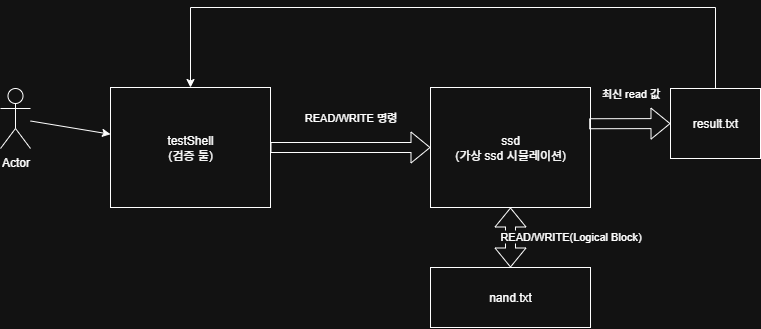 최신 read 값
READ/WRITE 명령
result.txt
testShell
(검증 툴)
ssd
(가상 ssd 시뮬레이션)
Actor
READ/WRITE(Logical Block)
nand.txt